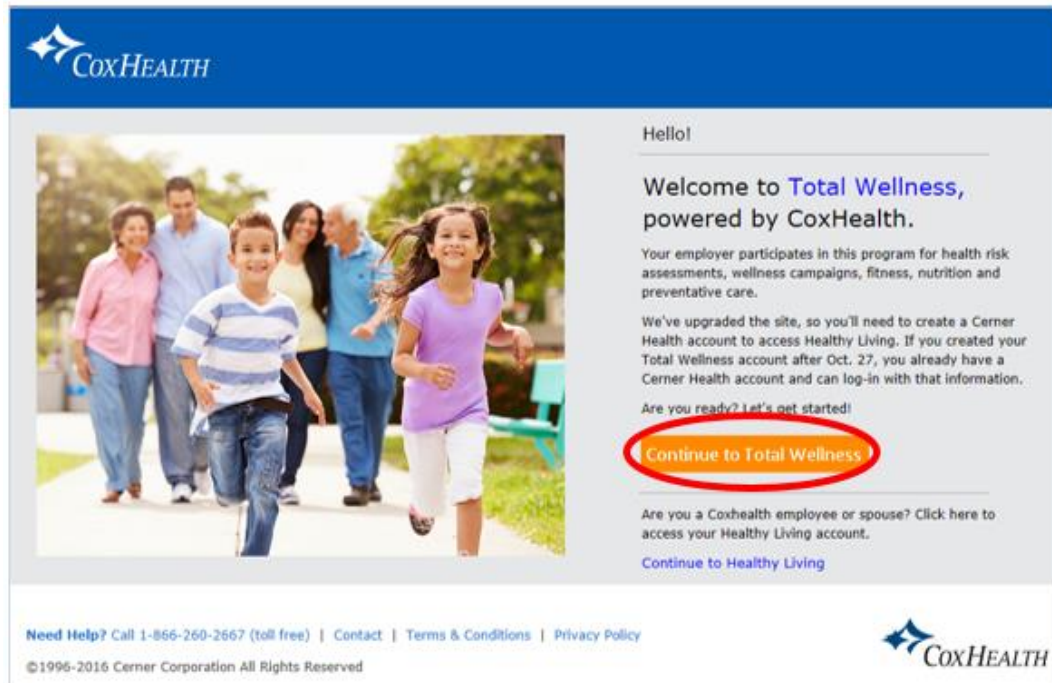 COXHEALTH
Hello!
Welcome to Total Wellness,
powered by CoxHealth.
Your employer participates in this program for health risk
assessments, wellness campaigns, fitness, nutrition and
preventative care.
We've upgraded the site, so you'll need to create a Cerner
Health account to access Healthy Living. If you created your
Total Wellness account after Oct. 27, you already have a
Cerner Health account and can log-in with that information.
Are you ready? Let's get started!
Continue to Total Wellness
Are you a Coxhealth employee or spouse? Click here to
access your Healthy Living account.
Continue to Healthy Living
Need Help? Call 1-866-260-2667 (toll free) | Contact | Terms & Conditions | Privacy Policy
©1996-2016 Cerner Corporation All Rights Reserved
COXHEALTH